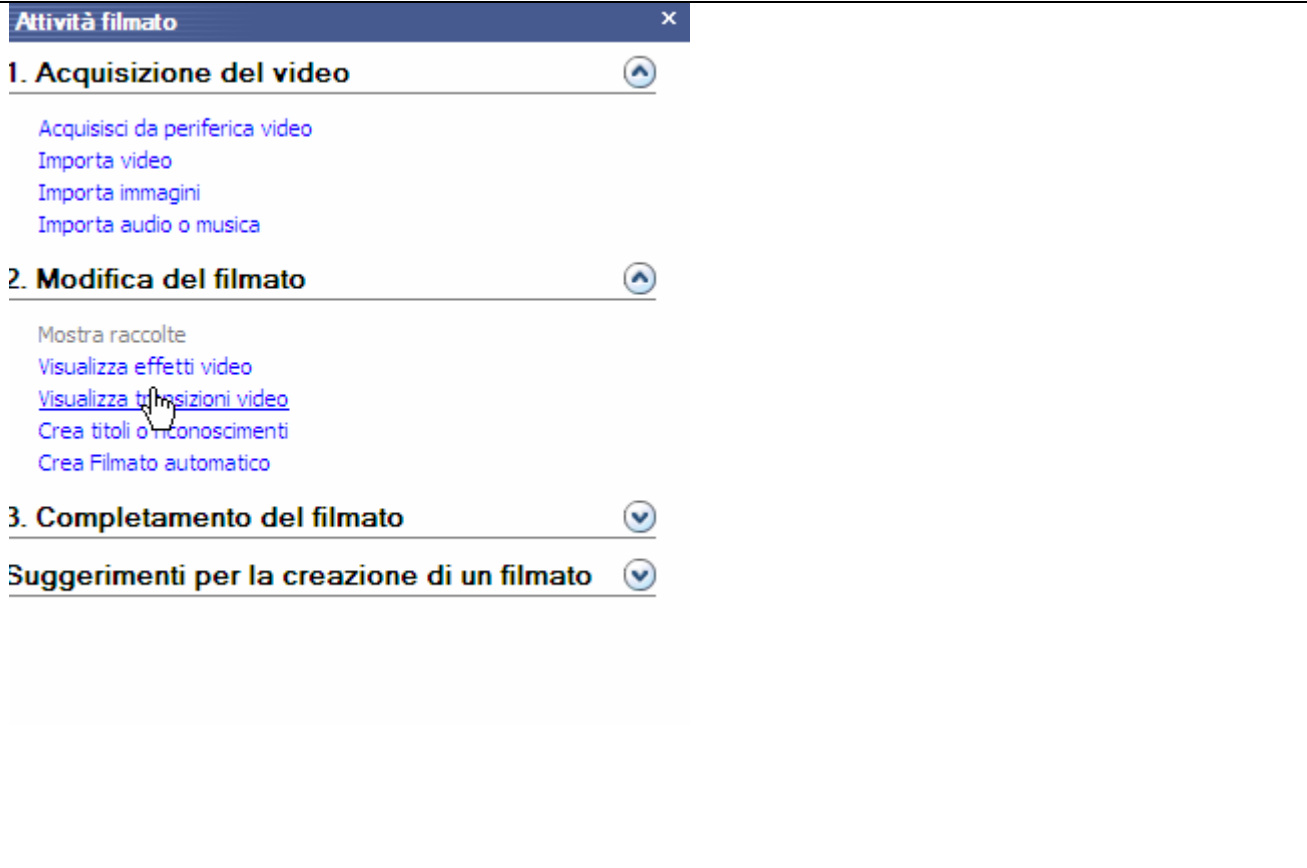 Attività filmato
1. Acquisizione del video
Acquisisci da periferica video
Importa video
Importa immagini
Importa audio o musica
2. Modifica del filmato
Mostra raccolte
Visualizza effetti video
Visualizza transizioni video
Crea titoli o riconoscimenti
Crea Filmato automatico
3. Completamento del filmato
Suggerimenti per la creazione di un filmato